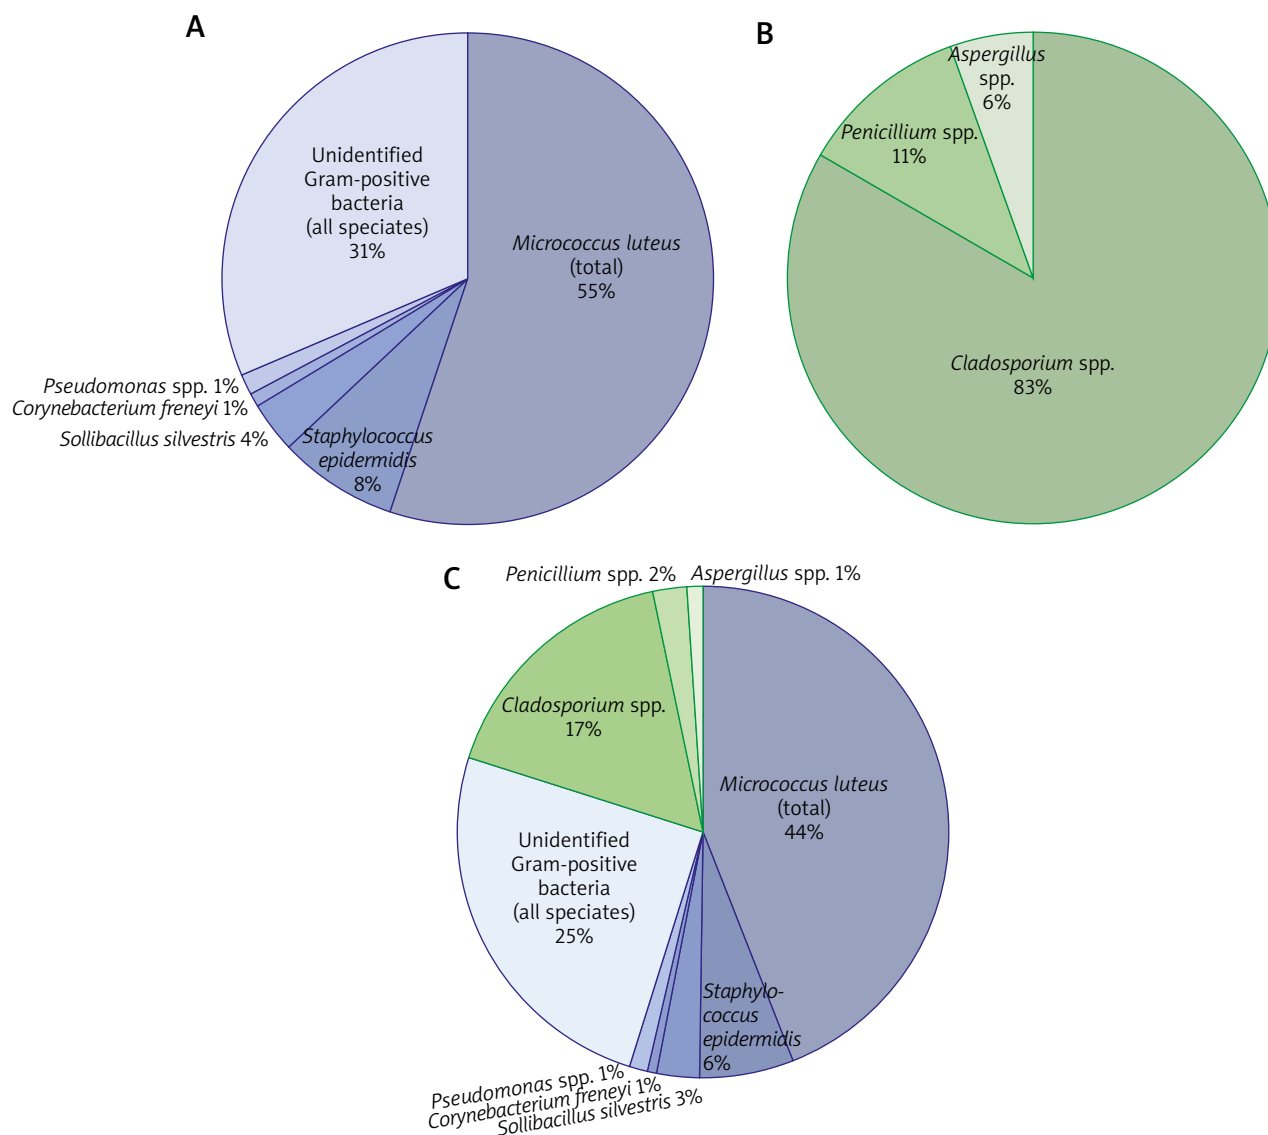 A
Unidentified
Gram-positive
bacteria
(all speciates)
31%
Micrococcus luteus
(total)
55%
Pseudomonas spp. 1%
Corynebacterium freneyi 1%
Sollibacillus silvestris 4%
Staphylococcus
epidermidis
8%
B
Aspergillus
spp.
6%
Penicillium spp.
11%
Cladosporium spp.
83%
C
Penicillium spp. 2%
Aspergillus spp. 1%
Cladosporium spp.
17%
Micrococcus luteus
(total)
44%
Unidentified
Gram-positive
bacteria
(all speciates)
25%
Staphylo-
coccus
epidermidis
6%
Pseudomonas spp. 1%
Corynebacterium freneyi 1%
Sollibacillus silvestris 3%